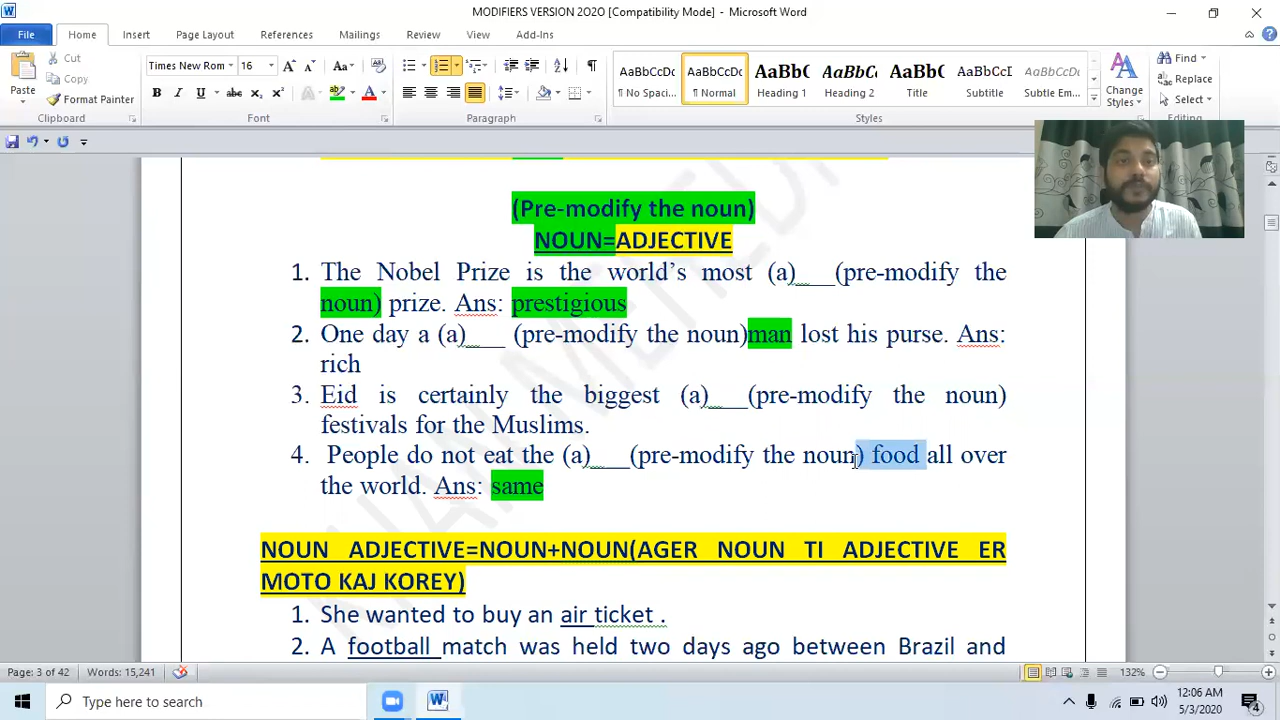 MODIFIERS VERSION 2O2O [Compatibility Mode] - Microsoft Word
File Home Insert Page Layout References Mailings Review View Add-Ins
Cut
Copy
Format Painter
Paste
Clipboard
Times New Rom 16
Font
Paragraph
AaBbCcDc AaBbCcDc AaBbC AaBbCc AaBbC AaBbCcD AaBbCcDc
¶ No Spaci... ¶ Normal Heading 1 Heading 2 Title Subtitle Subtle Em...
Styles
Change Styles
Find
Replace
Select
Editing
(Pre-modify the noun)
NOUN=ADJECTIVE
1. The Nobel Prize is the world’s most (a)___(pre-modify the
noun) prize. Ans: prestigious
2. One day a (a)____ (pre-modify the noun)man lost his purse. Ans:
rich
3. Eid is certainly the biggest (a)____(pre-modify the noun)
festivals for the Muslims.
4. People do not eat the (a)____(pre-modify the noun) food all over
the world. Ans: same
NOUN ADJECTIVE=NOUN+NOUN(AGER NOUN TI ADJECTIVE ER
MOTO KAJ KOREY)
1. She wanted to buy an air ticket .
2. A football match was held two days ago between Brazil and
Page: 3 of 42 Words: 15,241 132%
Type here to search
12:06 AM
5/3/2020
4